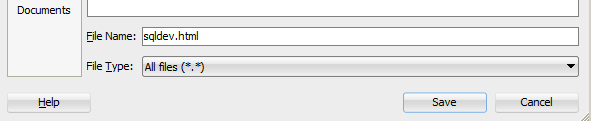 Documents
File Name: sqldev.html
File Type: All files (*.*)
Help Save Cancel